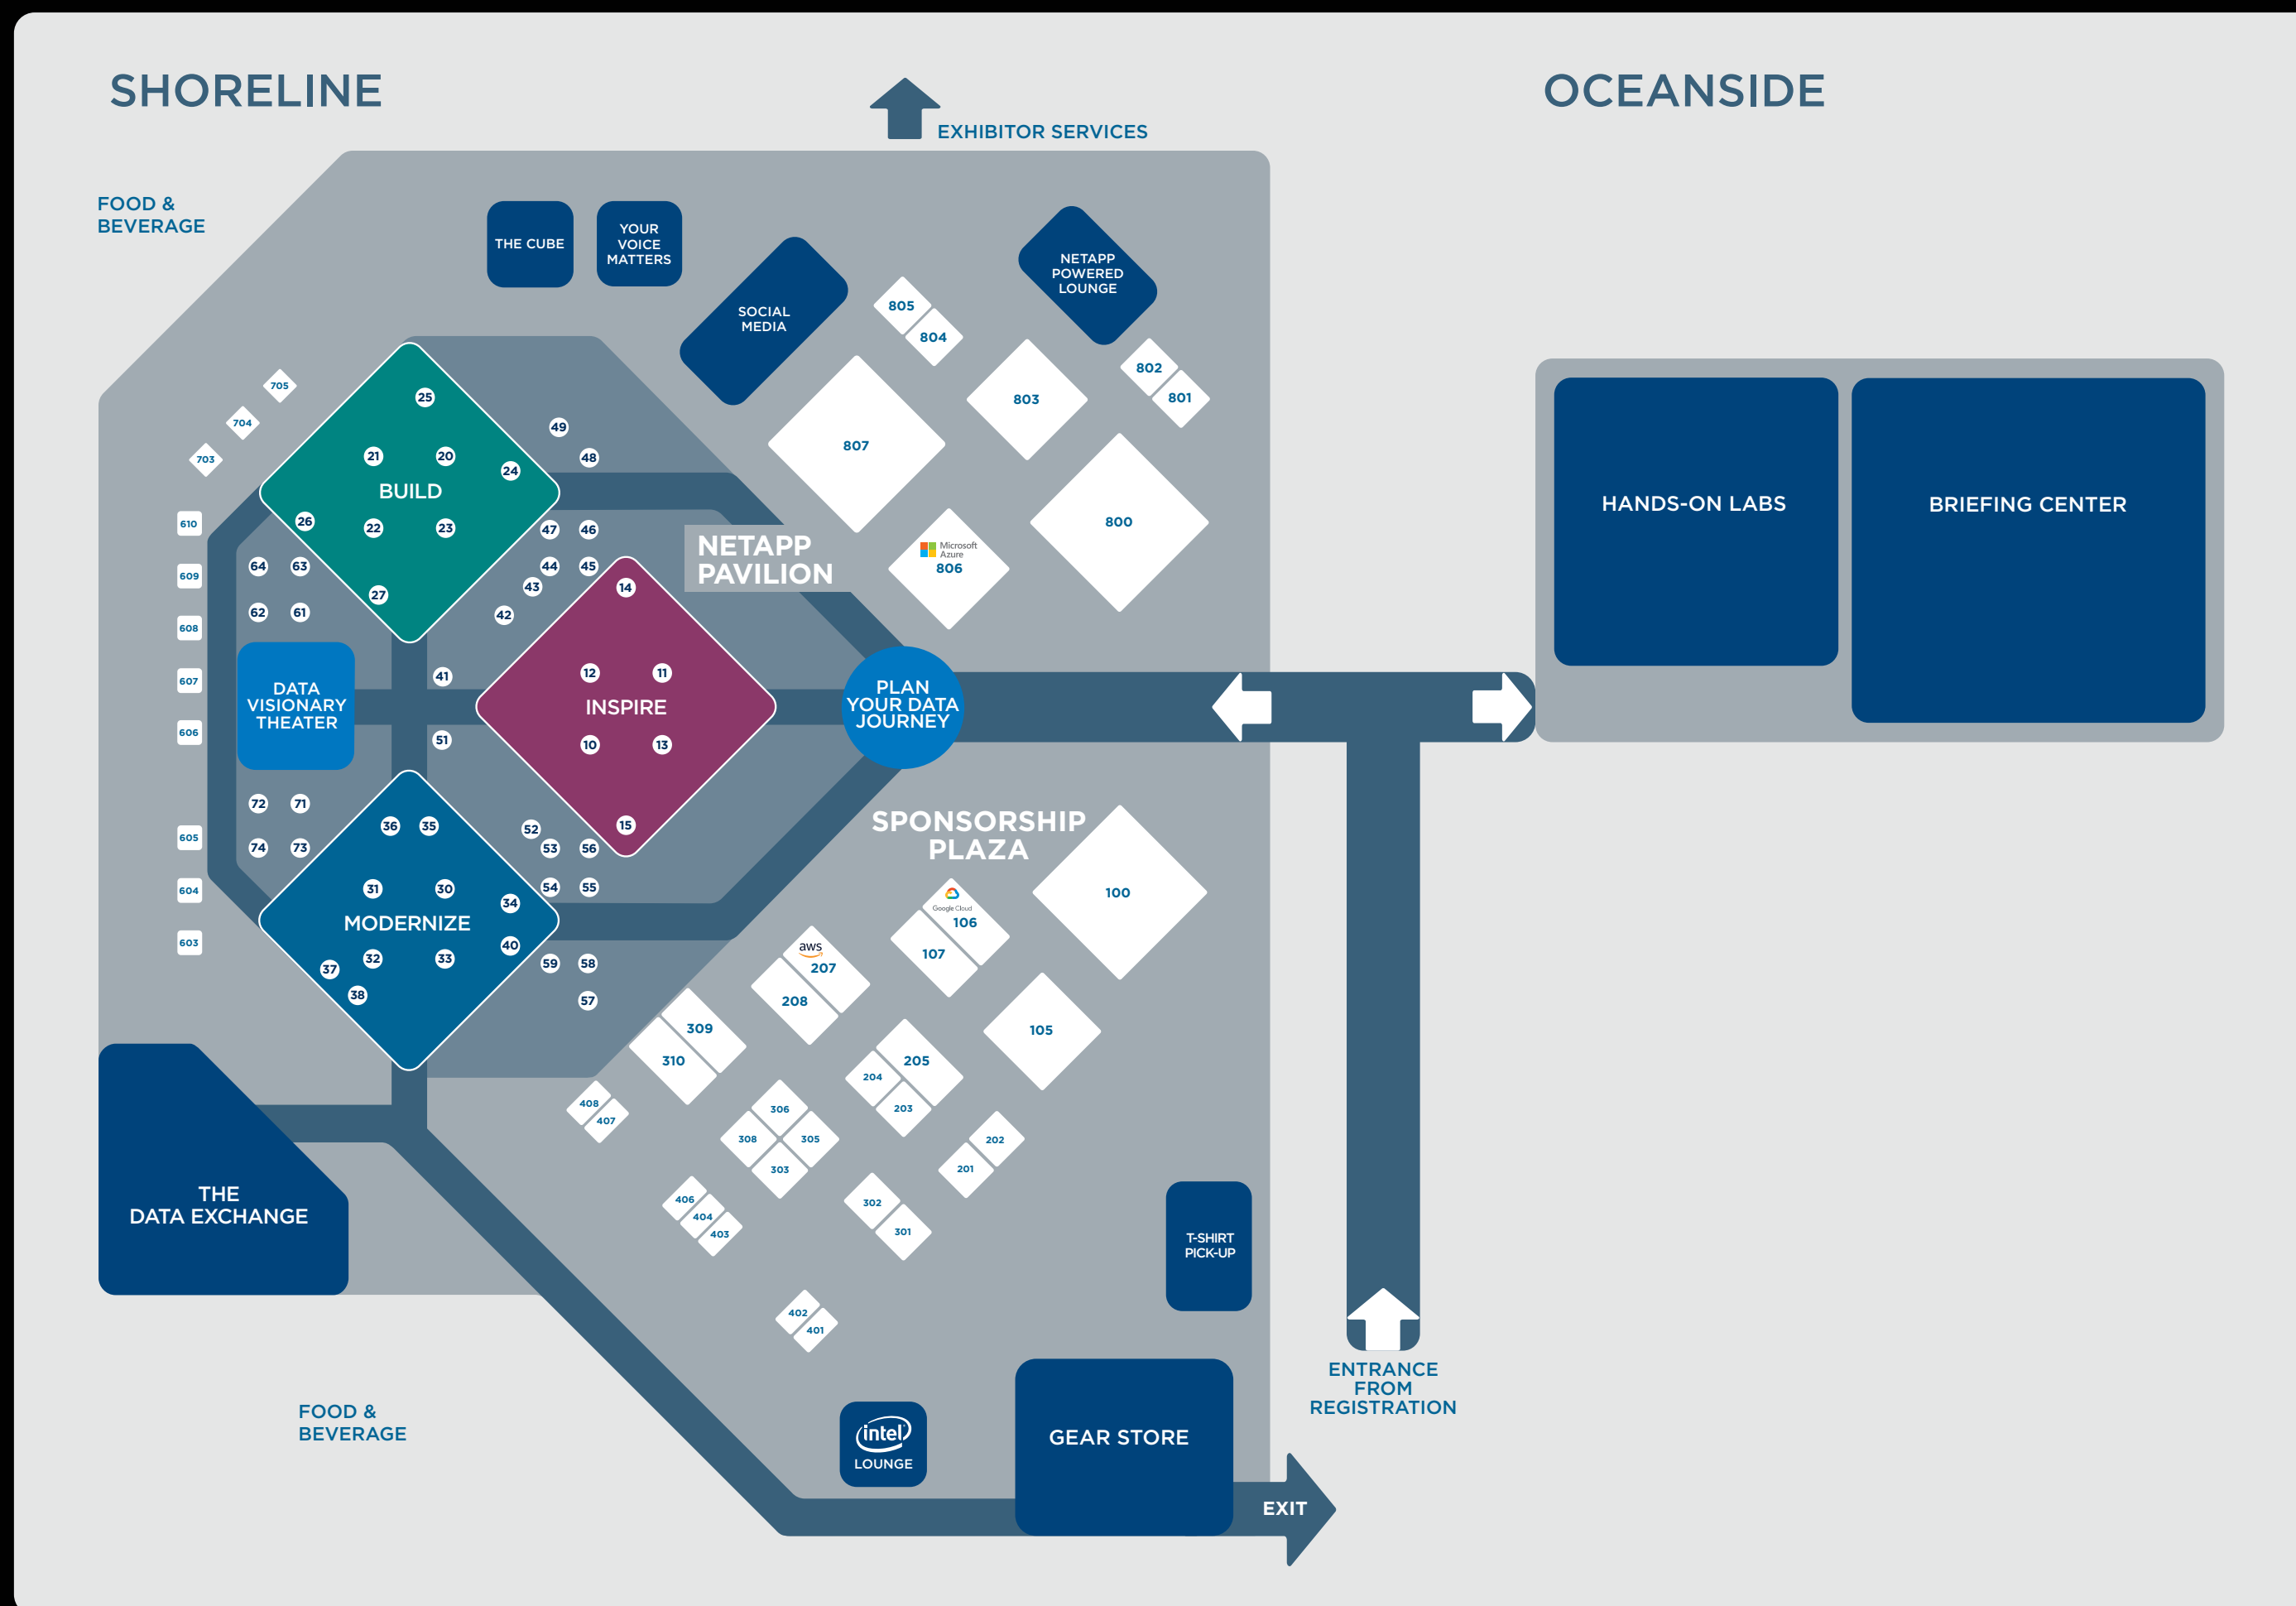 SHORELINE
OCEANSIDE
EXHIBITOR SERVICES
FOOD &
BEVERAGE
THE CUBE
YOUR
VOICE
MATTERS
SOCIAL
MEDIA
NETAPP
POWERED
LOUNGE
805
804
802
801
803
807
800
Microsoft
Azure
806
705
704
703
610
609
608
607
606
605
604
603
25
21
20
24
BUILD
26
22
23
27
49
48
47
46
44
45
43
42
64
63
62
61
NETAPP
PAVILION
14
12
11
INSPIRE
10
13
15
41
51
DATA
VISIONARY
THEATER
PLAN
YOUR DATA
JOURNEY
HANDS-ON LABS
BRIEFING CENTER
72
71
74
73
36
35
31
30
34
MODERNIZE
40
32
33
37
38
52
53
56
54
55
59
58
57
SPONSORSHIP
PLAZA
100
Google Cloud
106
107
aws
207
208
105
309
310
205
204
203
408
407
306
308
305
303
202
201
406
404
403
302
301
402
401
THE
DATA EXCHANGE
T-SHIRT
PICK-UP
ENTRANCE
FROM
REGISTRATION
FOOD &
BEVERAGE
intel
LOUNGE
GEAR STORE
EXIT